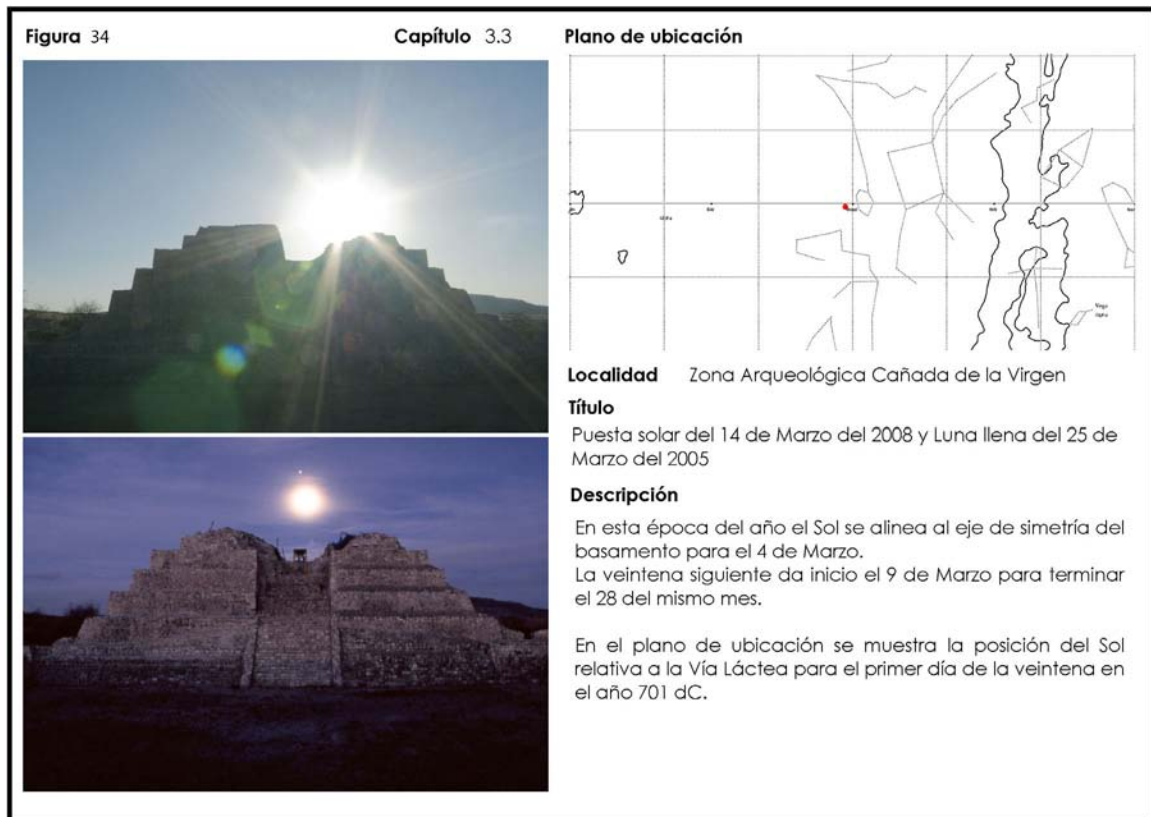 Figura 34
Capítulo 3.3
Plano de ubicación
Virgo
Alpha
Localidad Zona Arqueológica Cañada de la Virgen
Título
Puesta solar del 14 de Marzo del 2008 y Luna llena del 25 de
Marzo del 2005
Descripción
En esta época del año el Sol se alinea al eje de simetría del
basamento para el 4 de Marzo.
La veintena siguiente da inicio el 9 de Marzo para terminar
el 28 del mismo mes.
En el plano de ubicación se muestra la posición del Sol
relativa a la Vía Láctea para el primer día de la veintena en
el año 701 dC.